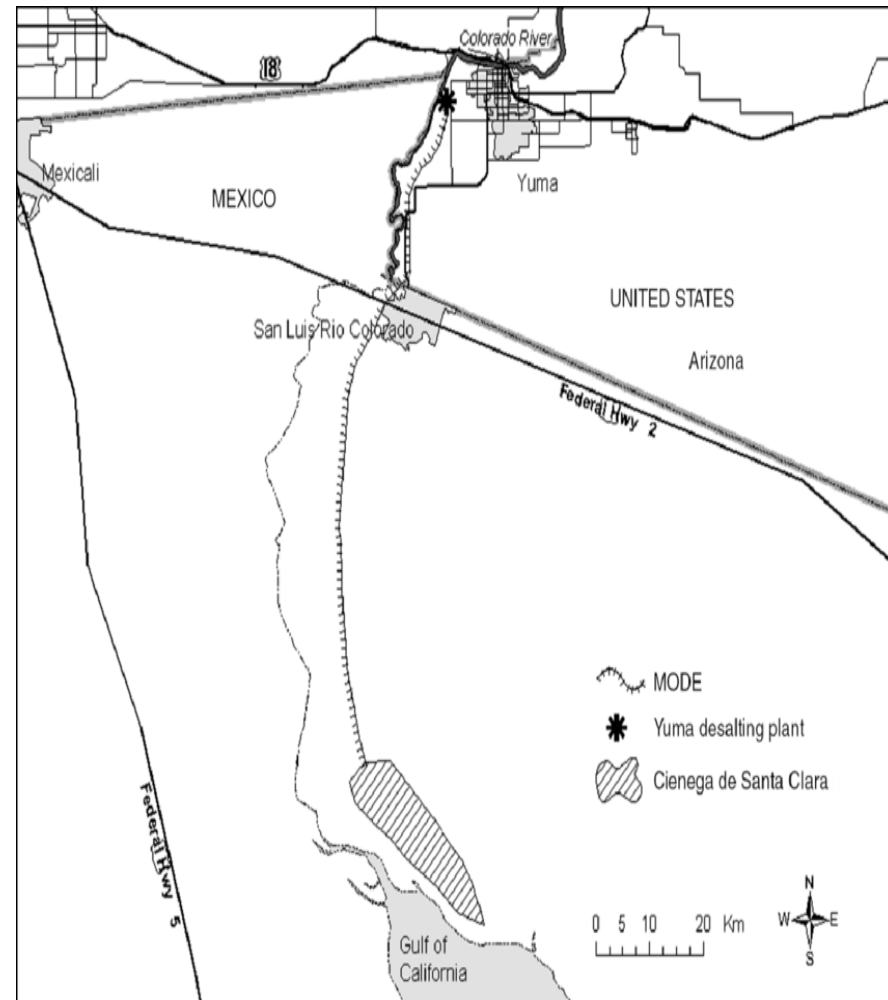 Colorado River
18
Mexicali
MEXICO
Yuma
UNITED STATES
San Luis Rio Colorado
Arizona
Federal Hwy 2
MODE
Yuma desalting plant
Cienega de Santa Clara
Federal Hwy 5
N
W E
S
0 5 10 20 Km
Gulf of
California